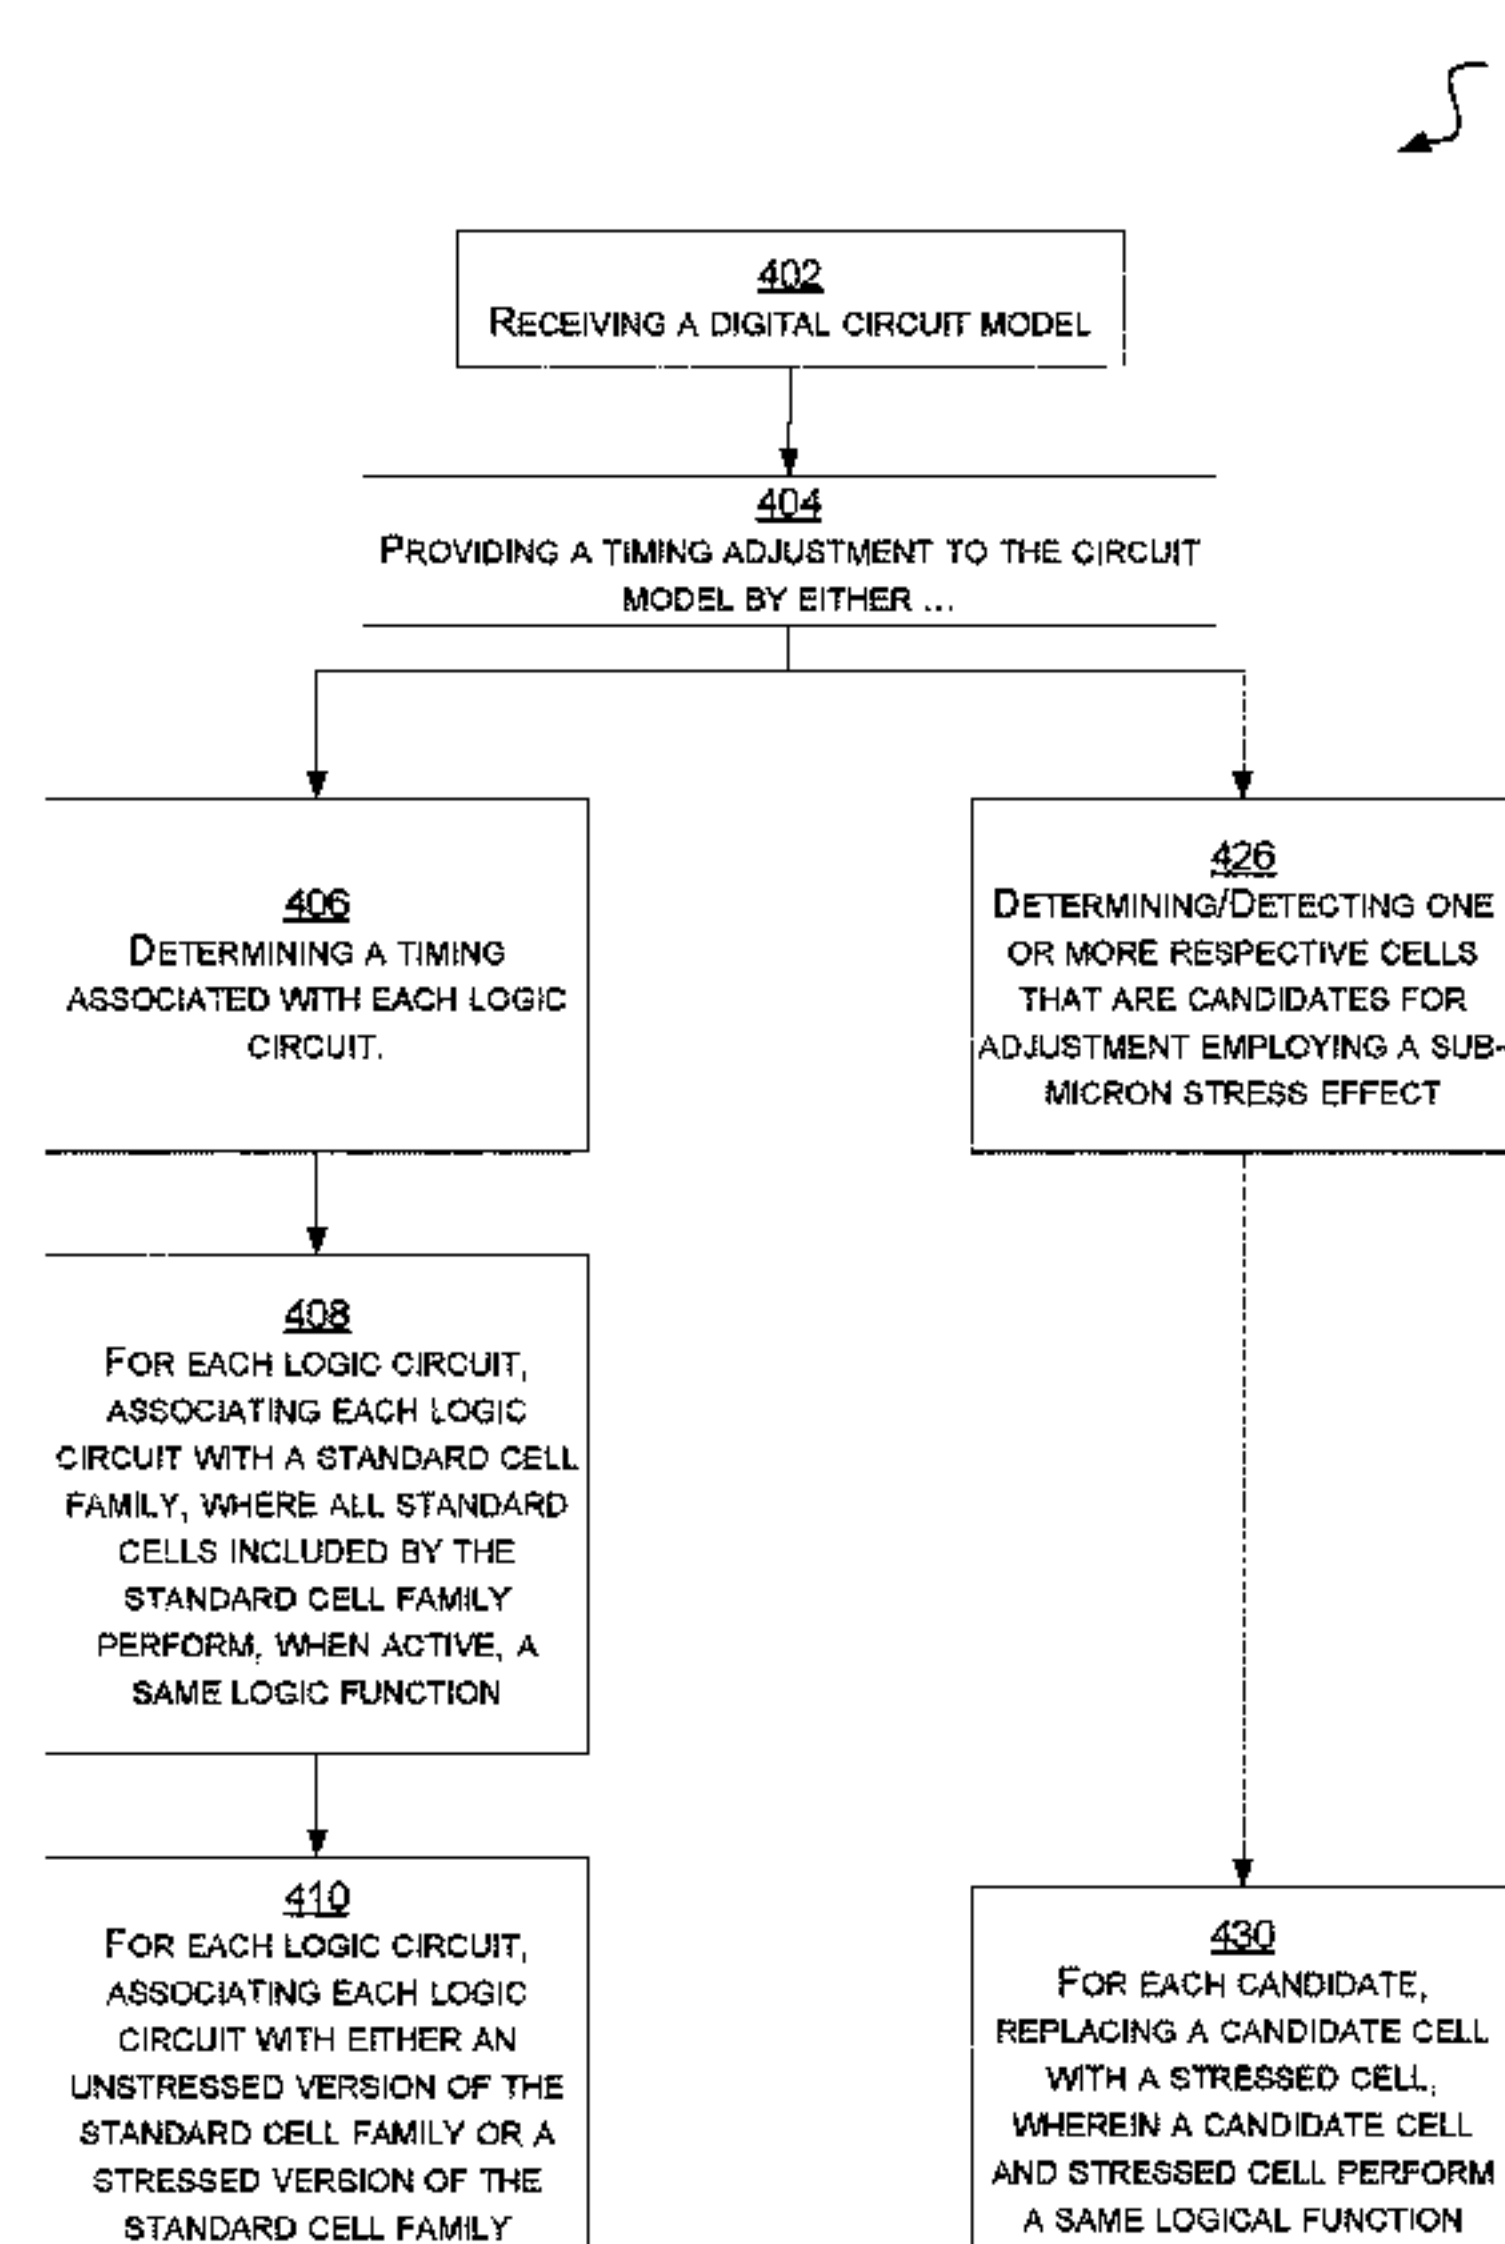 402
RECEIVING A DIGITAL CIRCUIT MODEL
404
PROVIDING A TIMING ADJUSTMENT TO THE CIRCUIT
MODEL BY EITHER ...
406
DETERMINING A TIMING
ASSOCIATED WITH EACH LOGIC
CIRCUIT.
408
FOR EACH LOGIC CIRCUIT,
ASSOCIATING EACH LOGIC
CIRCUIT WITH A STANDARD CELL
FAMILY, WHERE ALL STANDARD
CELLS INCLUDED BY THE
STANDARD CELL FAMILY
PERFORM, WHEN ACTIVE, A
SAME LOGIC FUNCTION
410
FOR EACH LOGIC CIRCUIT,
ASSOCIATING EACH LOGIC
CIRCUIT WITH EITHER AN
UNSTRESSED VERSION OF THE
STANDARD CELL FAMILY OR A
STRESSED VERSION OF THE
STANDARD CELL FAMILY
426
DETERMINING/DETECTING ONE
OR MORE RESPECTIVE CELLS
THAT ARE CANDIDATES FOR
ADJUSTMENT EMPLOYING A SUB-
MICRON STRESS EFFECT
430
FOR EACH CANDIDATE,
REPLACING A CANDIDATE CELL
WITH A STRESSED CELL,
WHEREIN A CANDIDATE CELL
AND STRESSED CELL PERFORM
A SAME LOGICAL FUNCTION